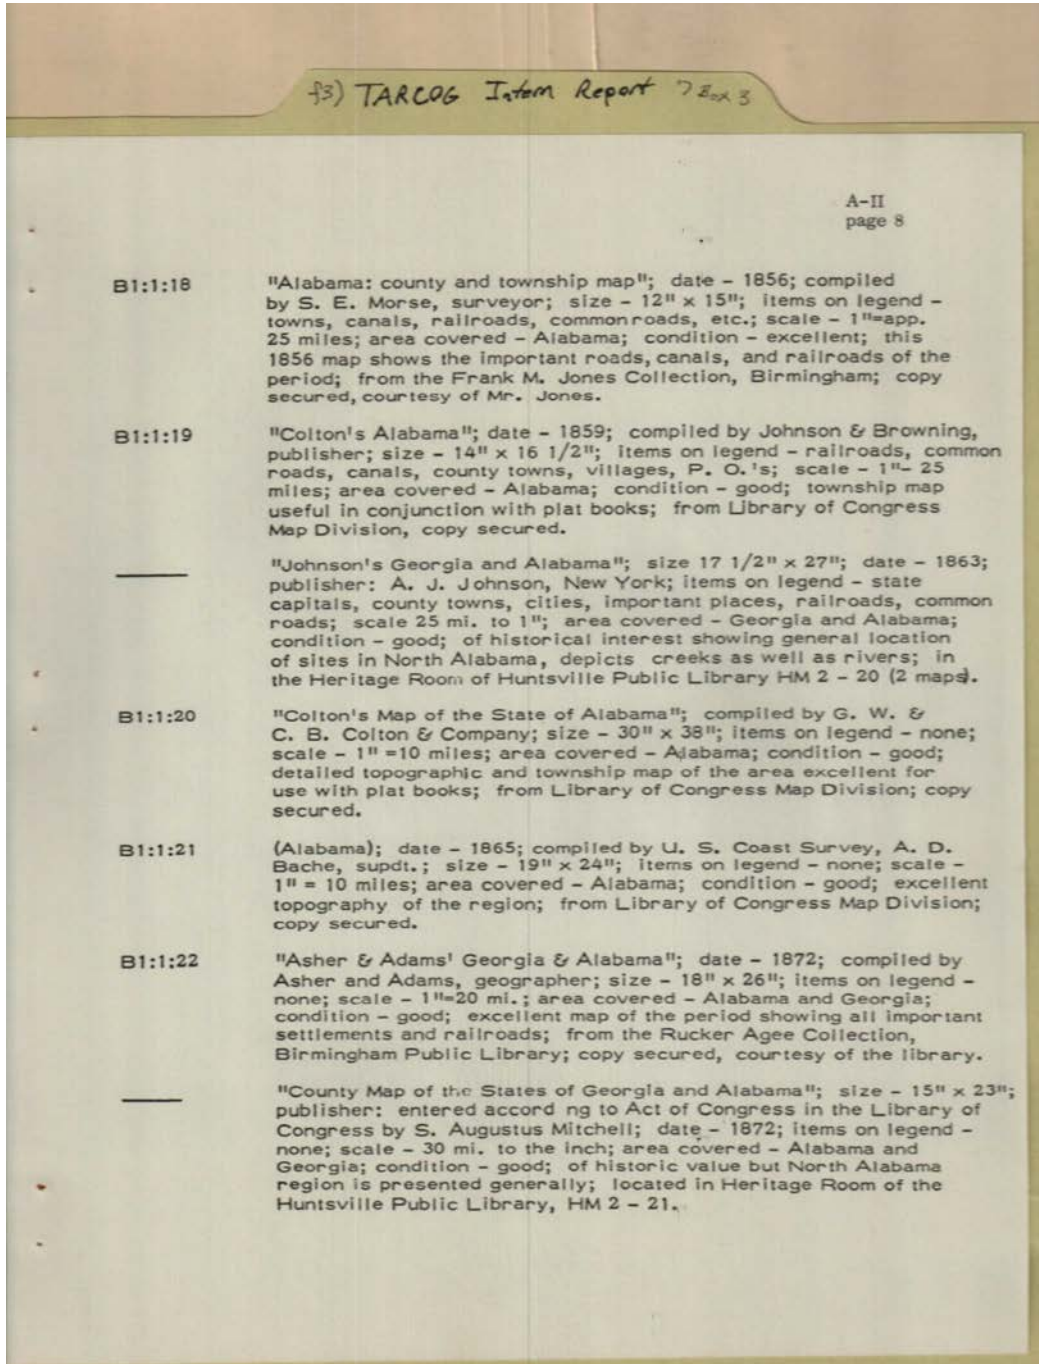 f3) TARCOG Intern Report 7 Box 3
A-II
page 8
B1:1:18 "Alabama: county and township map"; date - 1856; compiled
by S. E. Morse, surveyor; size - 12" x 15"; items on legend -
towns, canals, railroads, common roads, etc.; scale - 1"=app.
25 miles; area covered - Alabama; condition - excellent; this
1856 map shows the important roads, canals, and railroads of the
period; from the Frank M. Jones Collection, Birmingham; copy
secured, courtesy of Mr. Jones.
B1:1:19 "Colton's Alabama"; date - 1859; compiled by Johnson & Browning,
publisher; size - 14" x 16 1/2"; items on legend - railroads, common
roads, canals, county towns, villages, P. O.'s; scale - 1"- 25
miles; area covered - Alabama; condition - good; township map
useful in conjunction with plat books; from Library of Congress
Map Division, copy secured.
"Johnson's Georgia and Alabama"; size 17 1/2" x 27"; date - 1863;
publisher: A. J. Johnson, New York; items on legend - state
capitals, county towns, cities, important places, railroads, common
roads; scale 25 mi. to 1"; area covered - Georgia and Alabama;
condition - good; of historical interest showing general location
of sites in North Alabama, depicts creeks as well as rivers; in
the Heritage Room of Huntsville Public Library HM 2 - 20 (2 maps).
B1:1:20 "Colton's Map of the State of Alabama"; compiled by G. W. &
C. B. Colton & Company; size - 30" x 38"; items on legend - none;
scale - 1" =10 miles; area covered - Alabama; condition - good;
detailed topographic and township map of the area excellent for
use with plat books; from Library of Congress Map Division; copy
secured.
B1:1:21 (Alabama); date - 1865; compiled by U. S. Coast Survey, A. D.
Bache, supdt.; size - 19" x 24"; items on legend - none; scale -
1" = 10 miles; area covered - Alabama; condition - good; excellent
topography of the region; from Library of Congress Map Division;
copy secured.
B1:1:22 "Asher & Adams' Georgia & Alabama"; date - 1872; compiled by
Asher and Adams, geographer; size - 18" x 26"; items on legend -
none; scale - 1"=20 mi.; area covered - Alabama and Georgia;
condition - good; excellent map of the period showing all important
settlements and railroads; from the Rucker Agee Collection,
Birmingham Public Library; copy secured, courtesy of the library.
"County Map of the States of Georgia and Alabama"; size - 15" x 23";
publisher: entered accord ng to Act of Congress in the Library of
Congress by S. Augustus Mitchell; date - 1872; items on legend -
none; scale - 30 mi. to the inch; area covered - Alabama and
Georgia; condition - good; of historic value but North Alabama
region is presented generally; located in Heritage Room of the
Huntsville Public Library, HM 2 - 21.